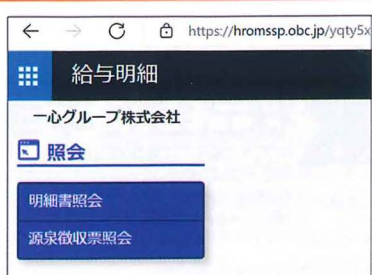 https://hromssp.obc.jp/yqty5x
給与明細
一心グループ株式会社
照会
明細書照会
源泉徴収票照会